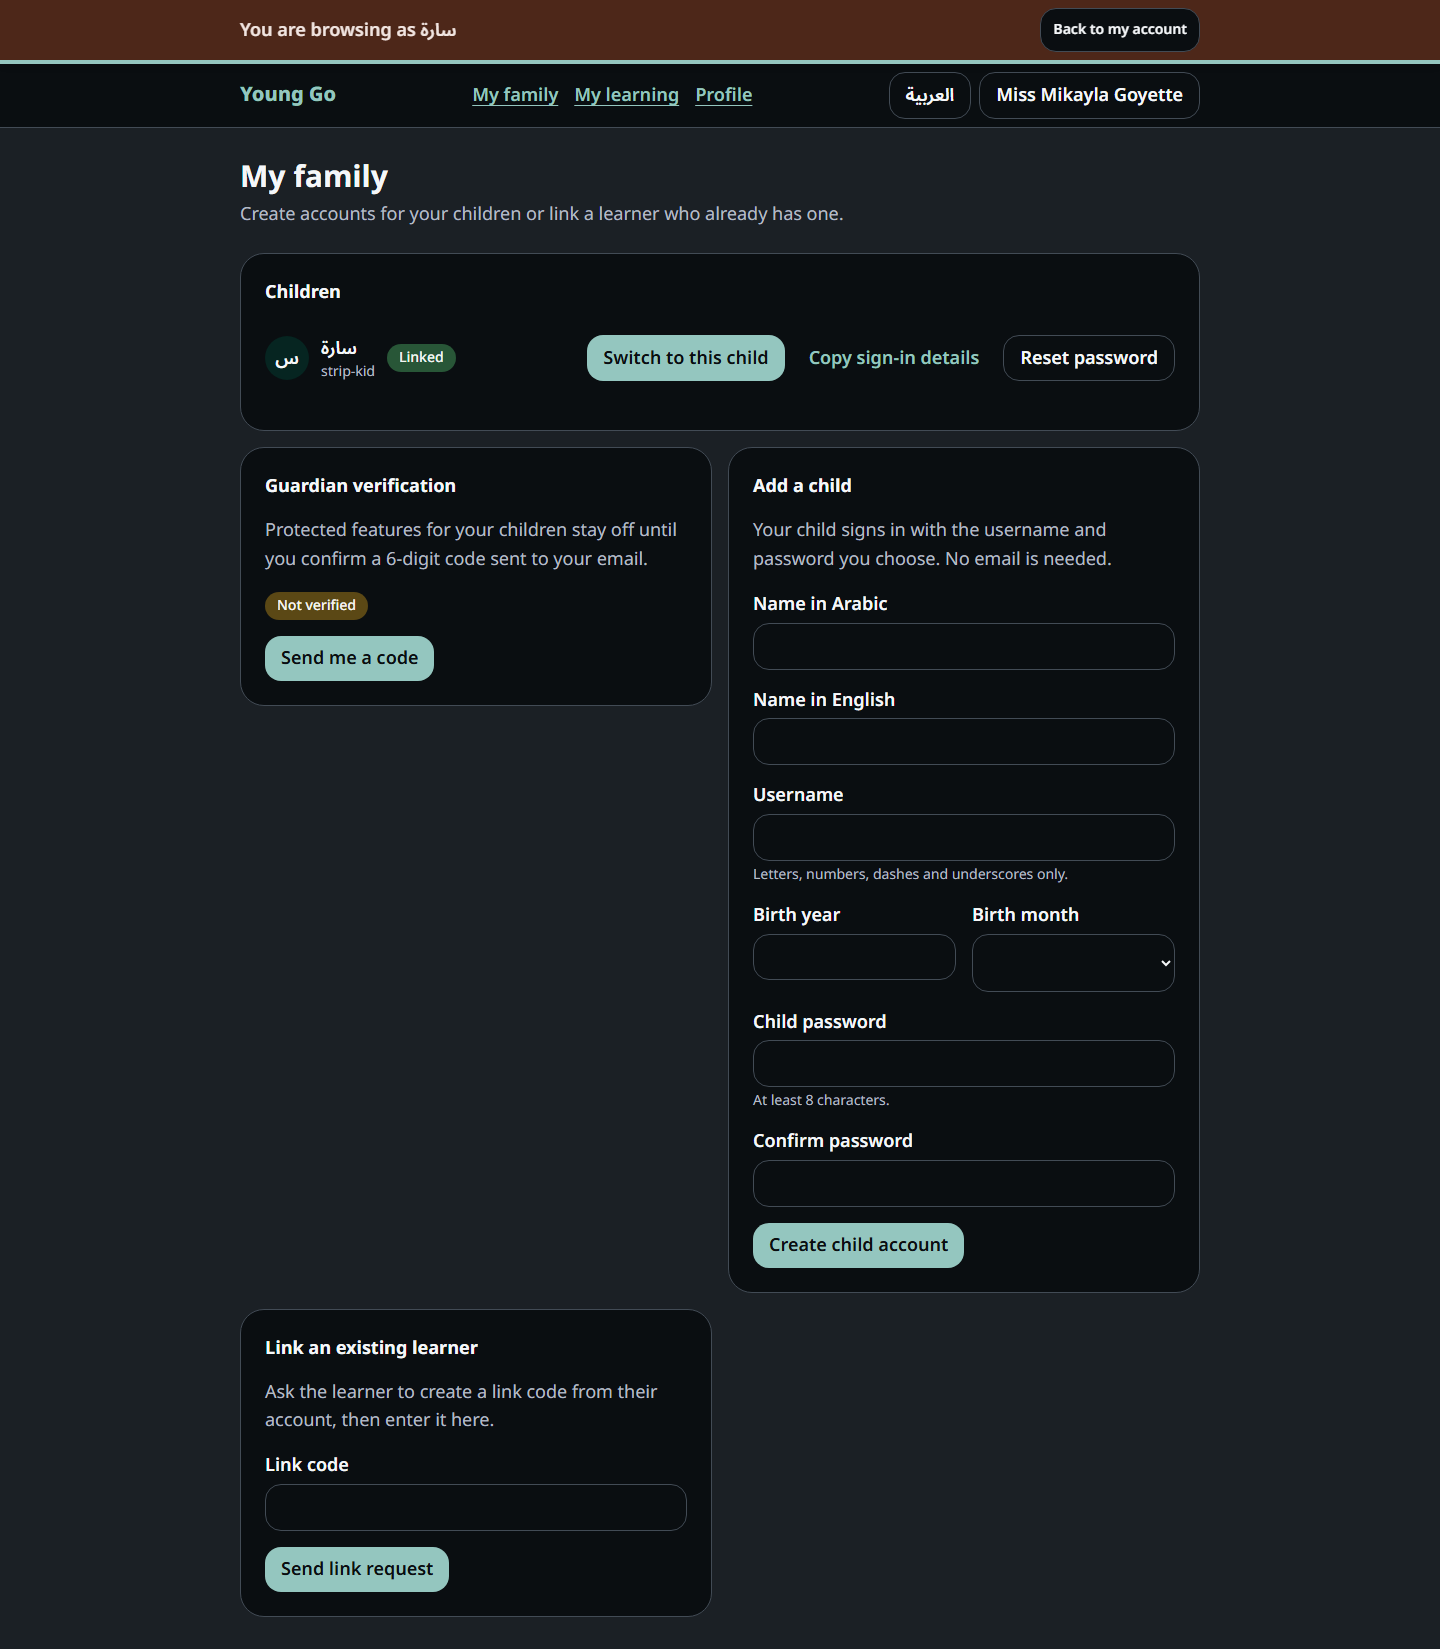 You are browsing as سارة
Back to my account
Young Go
My family
My learning
Profile
العربية
Miss Mikayla Goyette
My family
Create accounts for your children or link a learner who already has one.
Children
س
سارة
strip-kid
Linked
Switch to this child
Copy sign-in details
Reset password
Guardian verification
Protected features for your children stay off until
you confirm a 6-digit code sent to your email.
Not verified
Send me a code
Add a child
Your child signs in with the username and
password you choose. No email is needed.
Name in Arabic
Name in English
Username
Letters, numbers, dashes and underscores only.
Birth year
Birth month
Child password
At least 8 characters.
Confirm password
Create child account
Link an existing learner
Ask the learner to create a link code from their
account, then enter it here.
Link code
Send link request